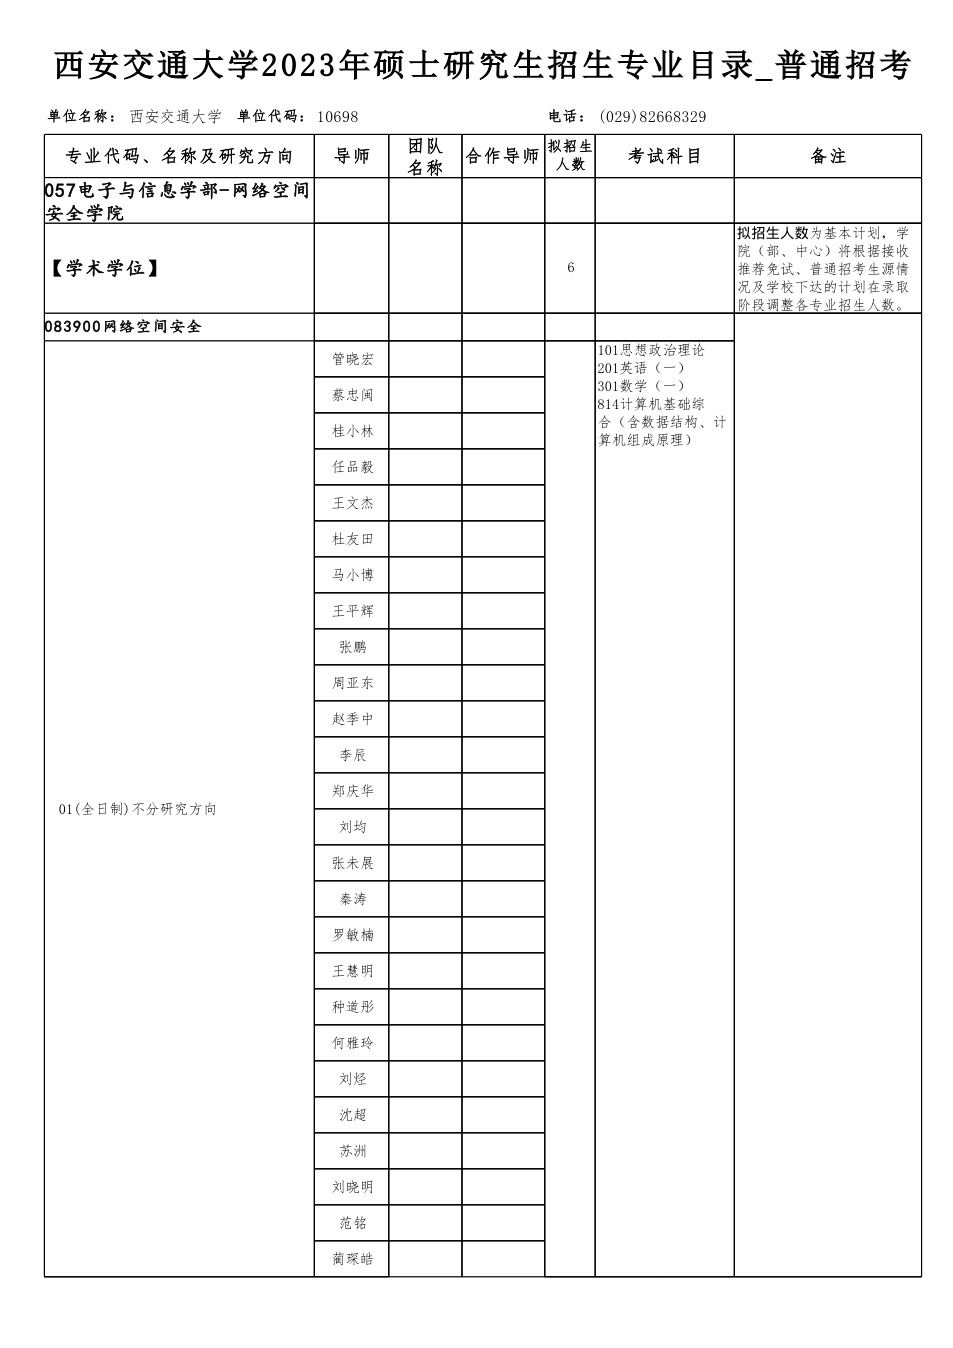 西安交通大学2023年硕士研究生招生专业目录_普通招考
单位名称： 西安交通大学 单位代码： 10698 电话： (029)82668329
专业代码、名称及研究方向 导师 团队名称 合作导师 拟招生人数 考试科目 备注
057电子与信息学部-网络空间
安全学院
【学术学位】 6
拟招生人数为基本计划，学
院（部、中心）将根据接收
推荐免试、普通招考生源情
况及学校下达的计划在录取
阶段调整各专业招生人数。
083900网络空间安全
01(全日制)不分研究方向
管晓宏
蔡忠闽
桂小林
任品毅
王文杰
杜友田
马小博
王平辉
张鹏
周亚东
赵季中
李辰
郑庆华
刘均
张未展
秦涛
罗敏楠
王慧明
种道彤
何雅玲
刘烃
沈超
苏洲
刘晓明
范铭
蔺琛皓
101思想政治理论
201英语（一）
301数学（一）
814计算机基础综
合（含数据结构、计
算机组成原理）